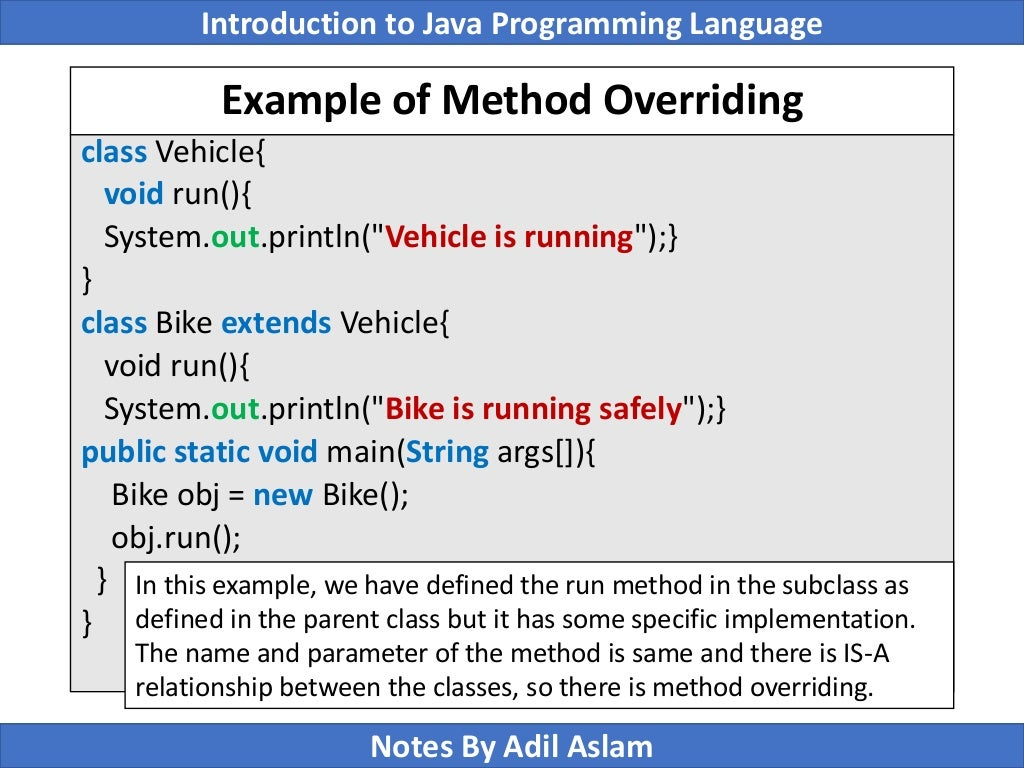 Introduction to Java Programming Language
Example of Method Overriding
class Vehicle{
void run(){
System.out.println("Vehicle is running");}
}
class Bike extends Vehicle{
void run(){
System.out.println("Bike is running safely");}
public static void main(String args[]){
Bike obj = new Bike();
obj.run();
}
}
In this example, we have defined the run method in the subclass as
defined in the parent class but it has some specific implementation.
The name and parameter of the method is same and there is IS-A
relationship between the classes, so there is method overriding.
Notes By Adil Aslam